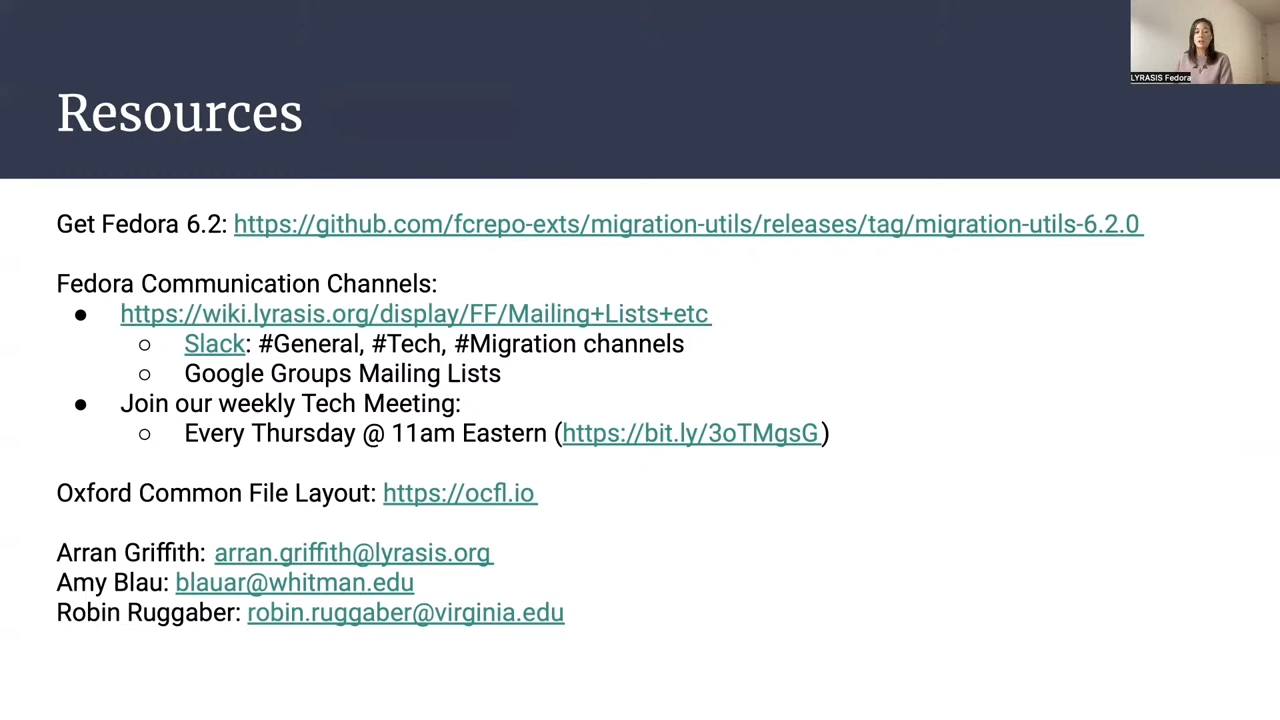 LYRASIS Fedora
Resources
Get Fedora 6.2: https://github.com/fcrepo-exts/migration-utils/releases/tag/migration-utils-6.2.0
Fedora Communication Channels:
● https://wiki.lyrasis.org/display/FF/Mailing+Lists+etc
○ Slack: #General, #Tech, #Migration channels
○ Google Groups Mailing Lists
● Join our weekly Tech Meeting:
○ Every Thursday @ 11am Eastern (https://bit.ly/3oTMgsG)
Oxford Common File Layout: https://ocfl.io
Arran Griffith: arran.griffith@lyrasis.org
Amy Blau: blauar@whitman.edu
Robin Ruggaber: robin.ruggaber@virginia.edu